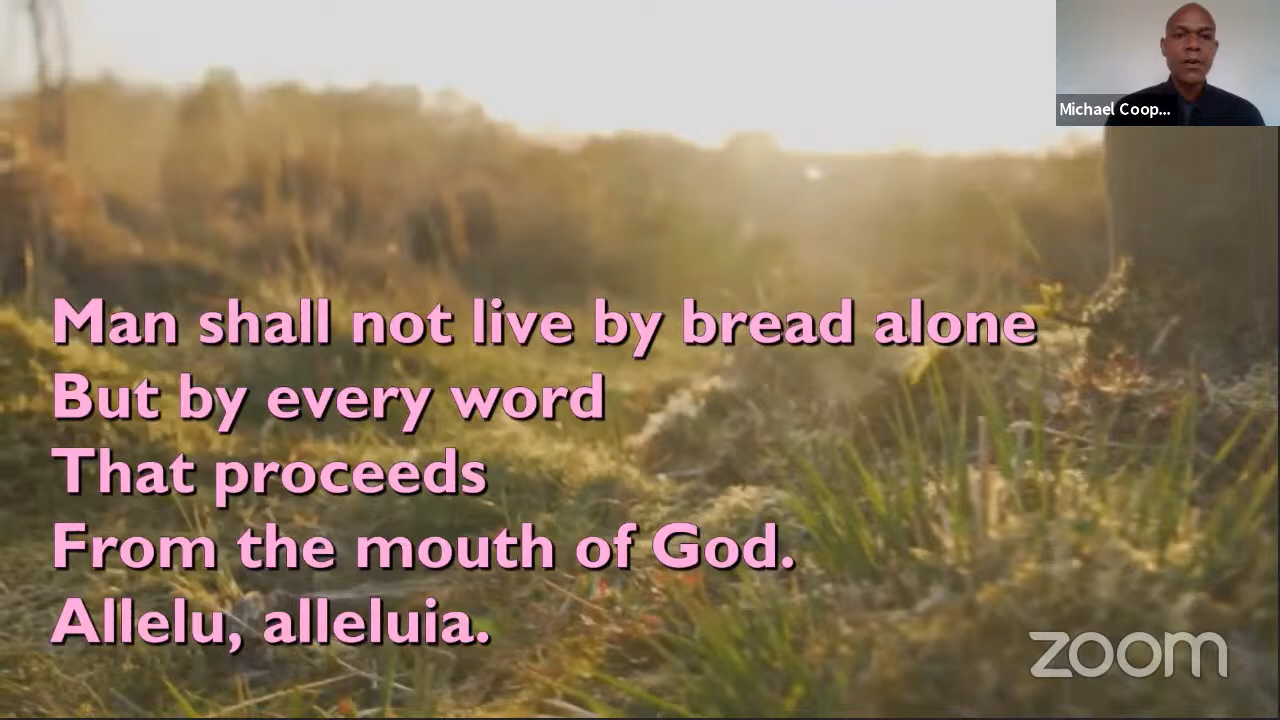 Michael Coop...
Man shall not live by bread alone
But by every word
That proceeds
From the mouth of God.
Allelu, alleluia.
zoom